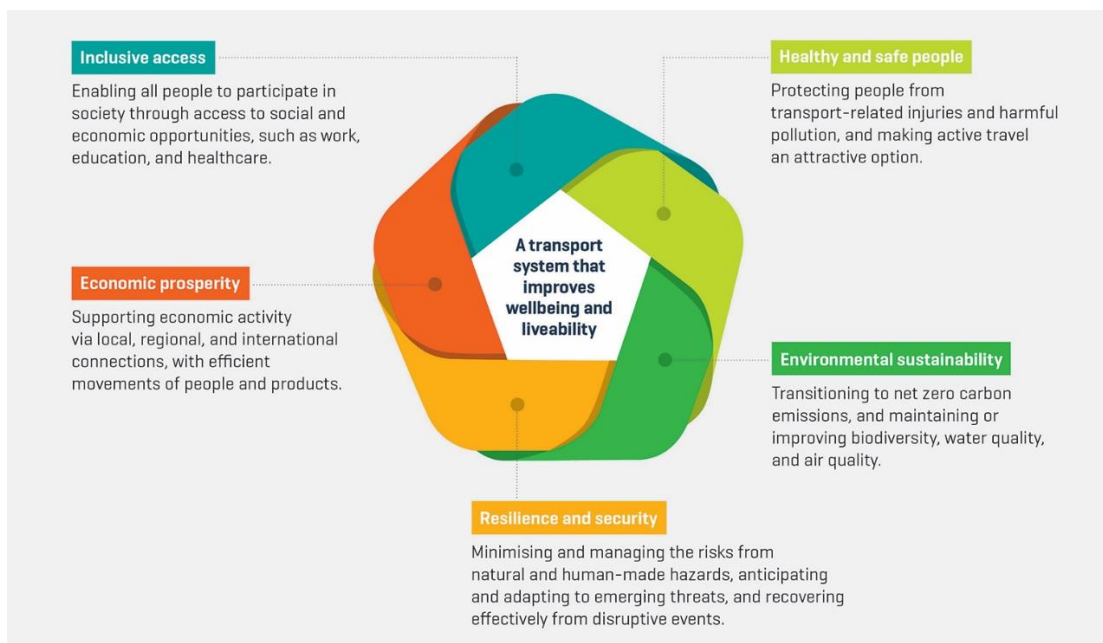 Inclusive access
Enabling all people to participate in
society through access to social and
economic opportunities, such as work,
education, and healthcare.
Healthy and safe people
Protecting people from
transport-related injuries and harmful
pollution, and making active travel
an attractive option.
A transport
system that
improves
wellbeing and
liveability
Economic prosperity
Supporting economic activity
via local, regional, and international
connections, with efficient
movements of people and products.
Environmental sustainability
Transitioning to net zero carbon
emissions, and maintaining or
improving biodiversity, water quality,
and air quality.
Resilience and security
Minimising and managing the risks from
natural and human-made hazards, anticipating
and adapting to emerging threats, and recovering
effectively from disruptive events.